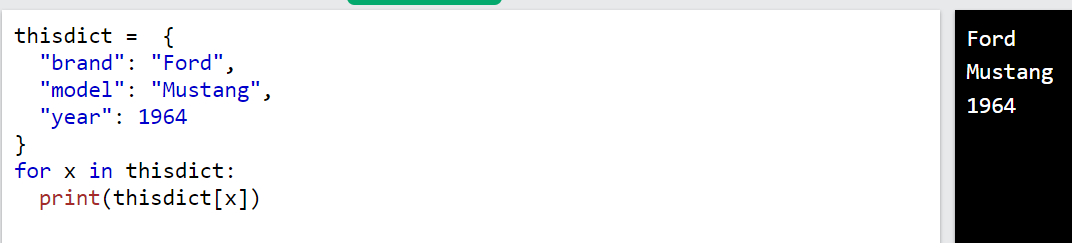 thisdict =  {
  "brand": "Ford",
  "model": "Mustang",
  "year": 1964
}
for x in thisdict:
  print(thisdict[x])
Ford
Mustang
1964